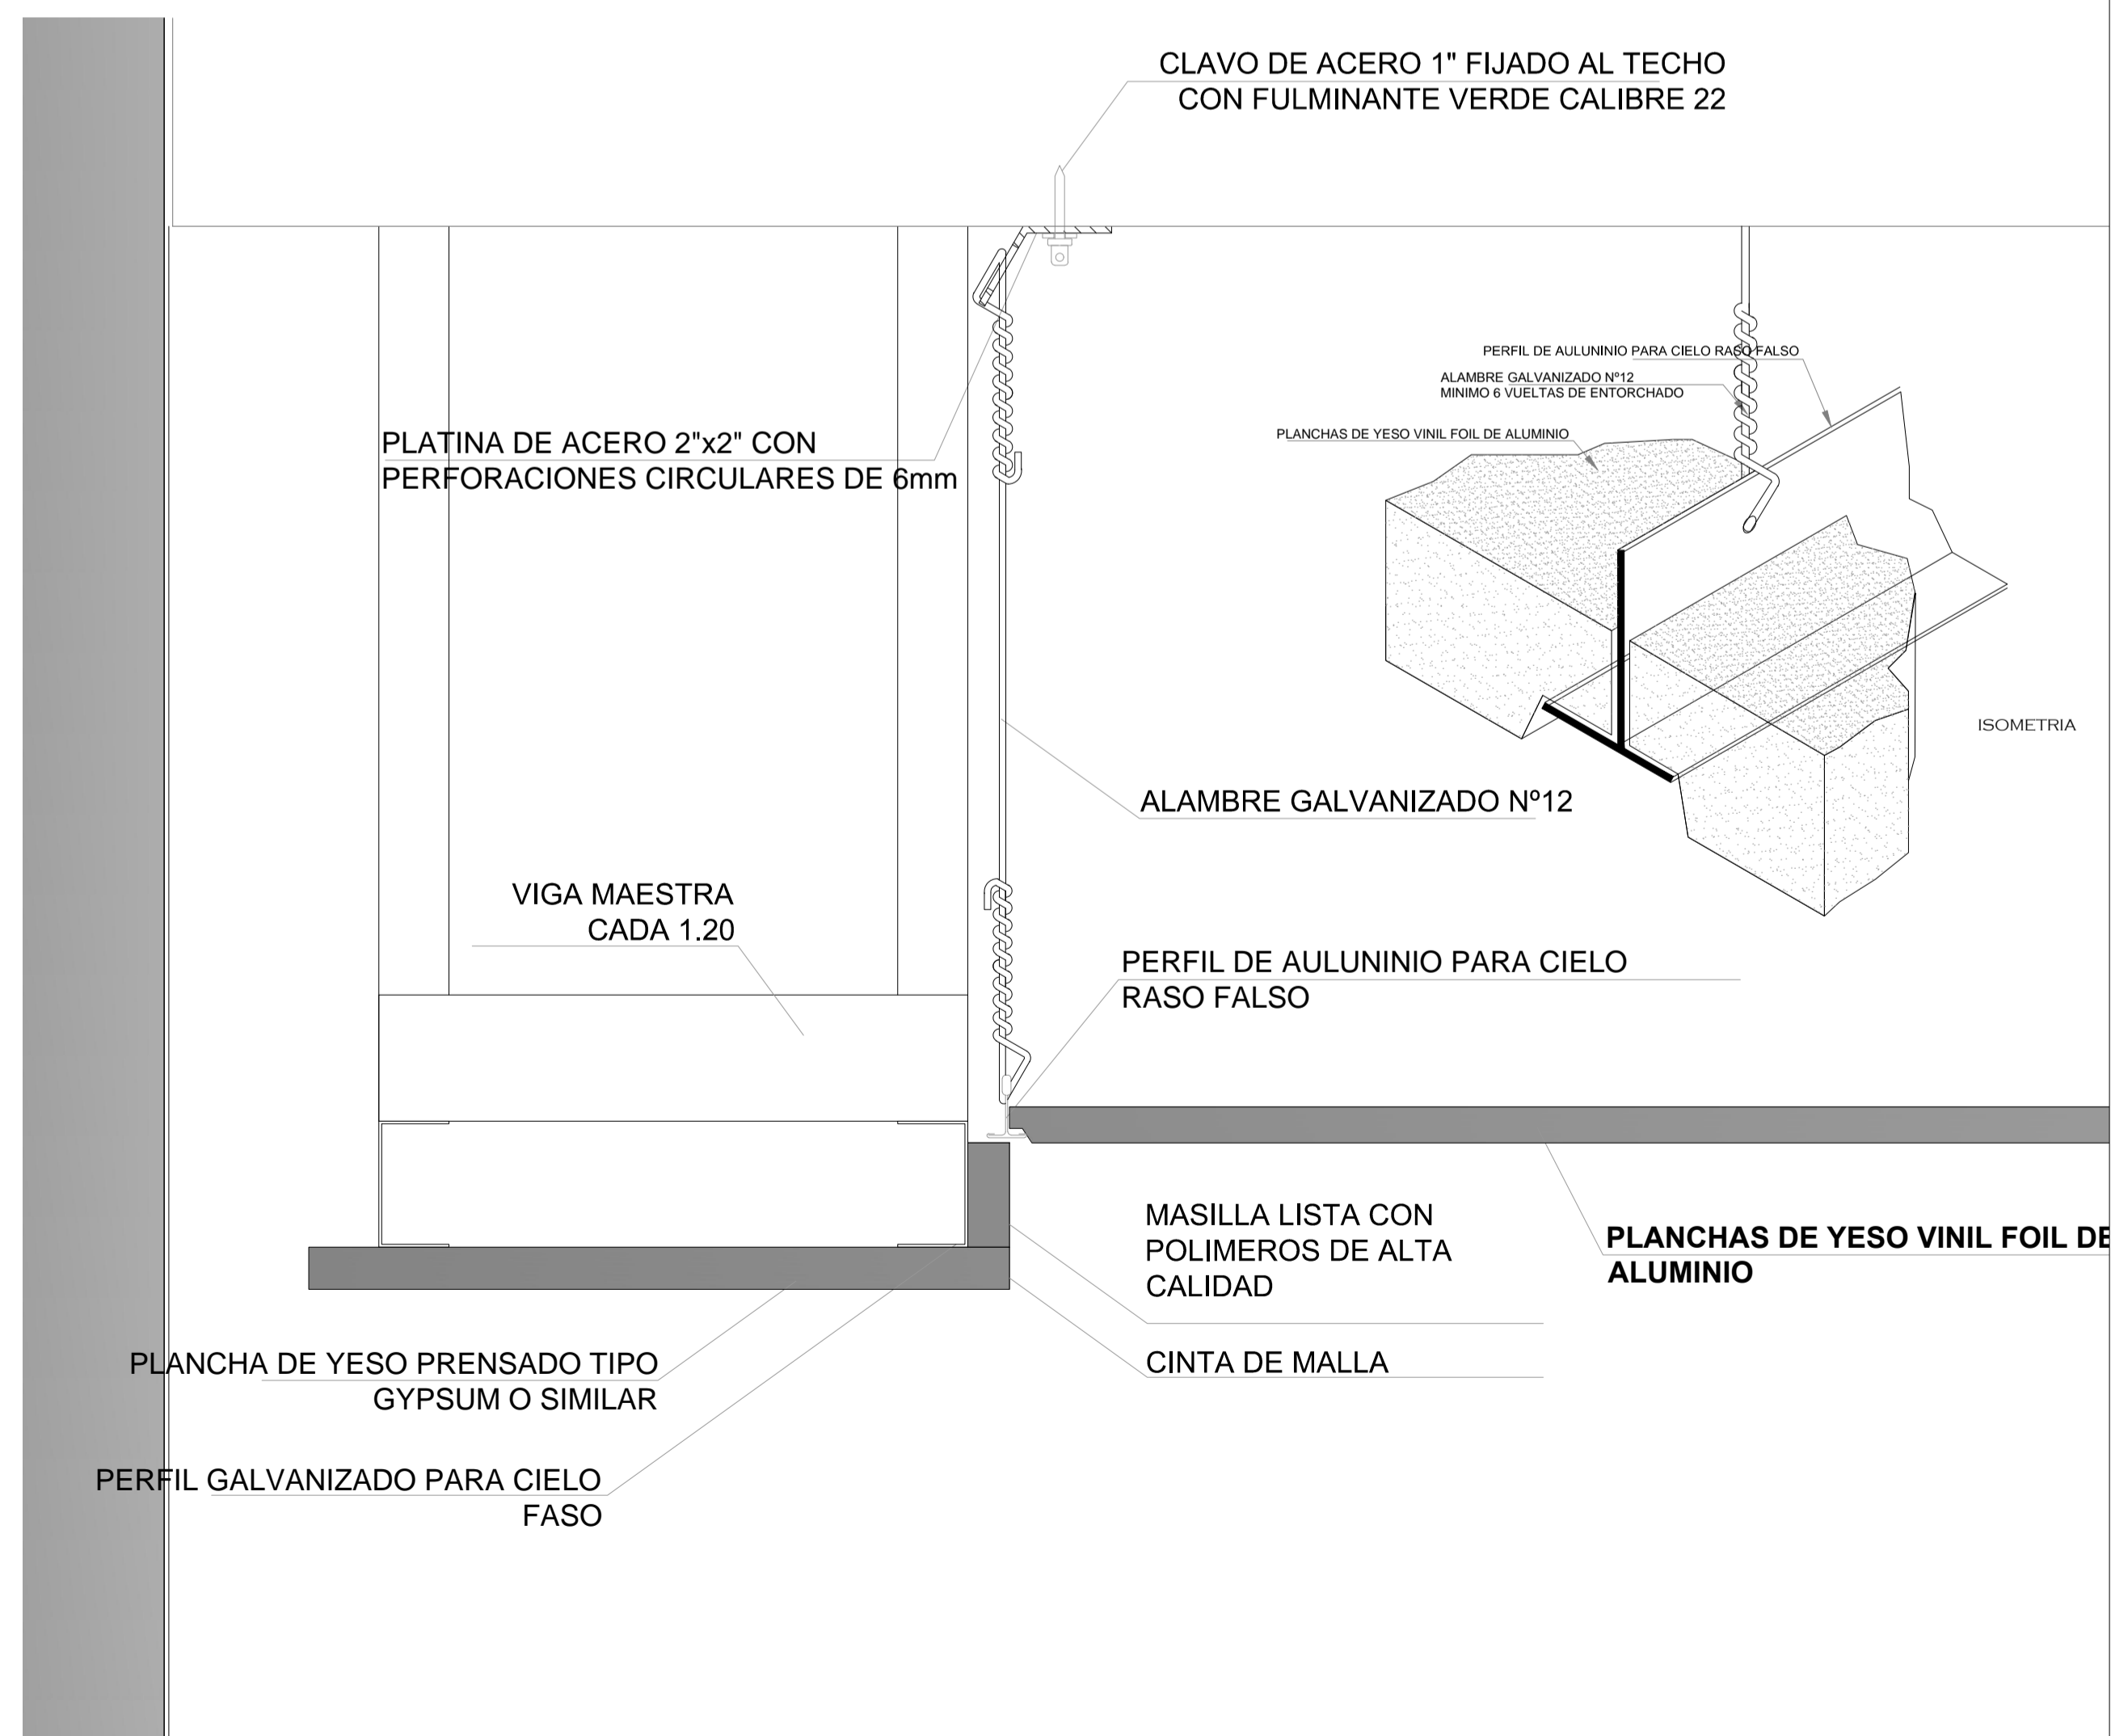 CLAVO DE ACERO 1" FIJADO AL TECHO
CON FULMINANTE VERDE CALIBRE 22
PERFIL DE AULUNINIO PARA CIELO RASO FALSO
ALAMBRE GALVANIZADO Nº12
MINIMO 6 VUELTAS DE ENTORCHADO
PLANCHAS DE YESO VINIL FOIL DE ALUMINIO
PLATINA DE ACERO 2"x2" CON
PERFORACIONES CIRCULARES DE 6mm
ISOMETRIA
ALAMBRE GALVANIZADO Nº12
VIGA MAESTRA
CADA 1.20
PERFIL DE AULUNINIO PARA CIELO
RASO FALSO
MASILLA LISTA CON
POLIMEROS DE ALTA
CALIDAD
PLANCHAS DE YESO VINIL FOIL DE
ALUMINIO
CINTA DE MALLA
PLANCHA DE YESO PRENSADO TIPO
GYPSUM O SIMILAR
PERFIL GALVANIZADO PARA CIELO
FASO